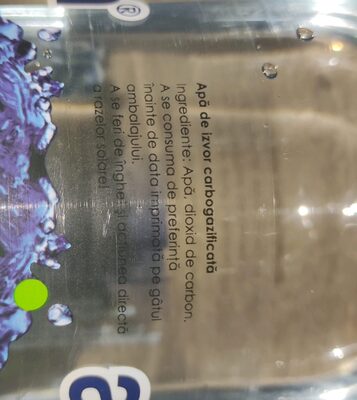 Apă de izvor carbogazificată
Ingrediente: Apă, dioxid de carbon.
A se consuma de preferință
înainte de data imprimată pe gâtul
ambalajului.
A se feri de îngheț și acțiunea directă
a razelor solare!
®
a